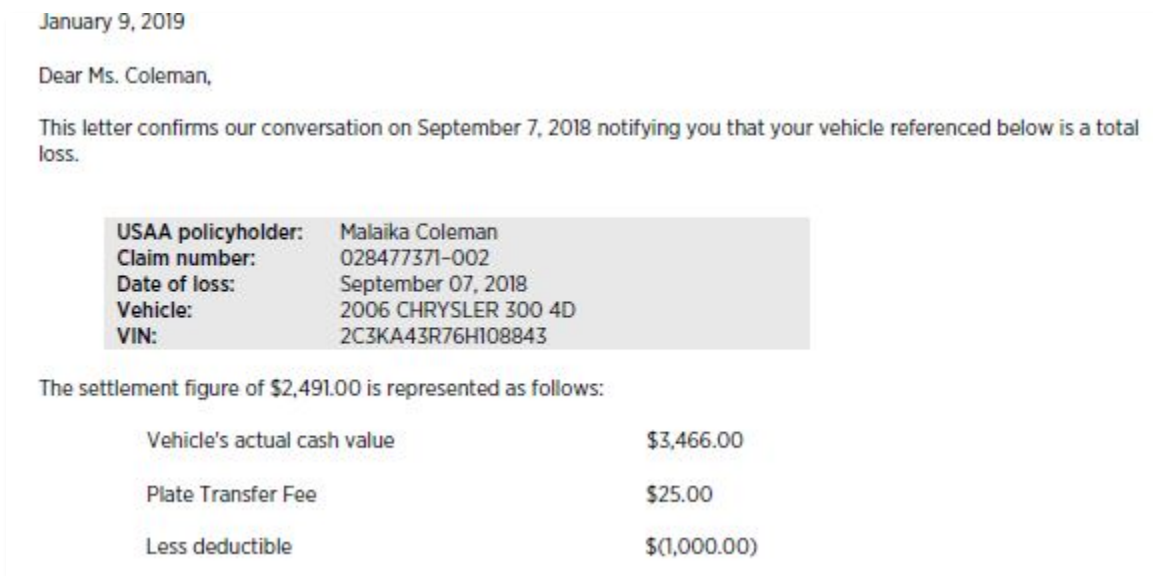 January 9, 2019
Dear Ms. Coleman,
This letter confirms our conversation on September 7, 2018 notifying you that your vehicle referenced below is a total
loss.
USAA policyholder: Malaika Coleman
Claim number: 028477371-002
Date of loss: September 07, 2018
Vehicle: 2006 CHRYSLER 300 4D
VIN: 2C3KA43R76H108843
The settlement figure of $2,491.00 is represented as follows:
Vehicle's actual cash value $3,466.00
Plate Transfer Fee $25.00
Less deductible $(1,000.00)